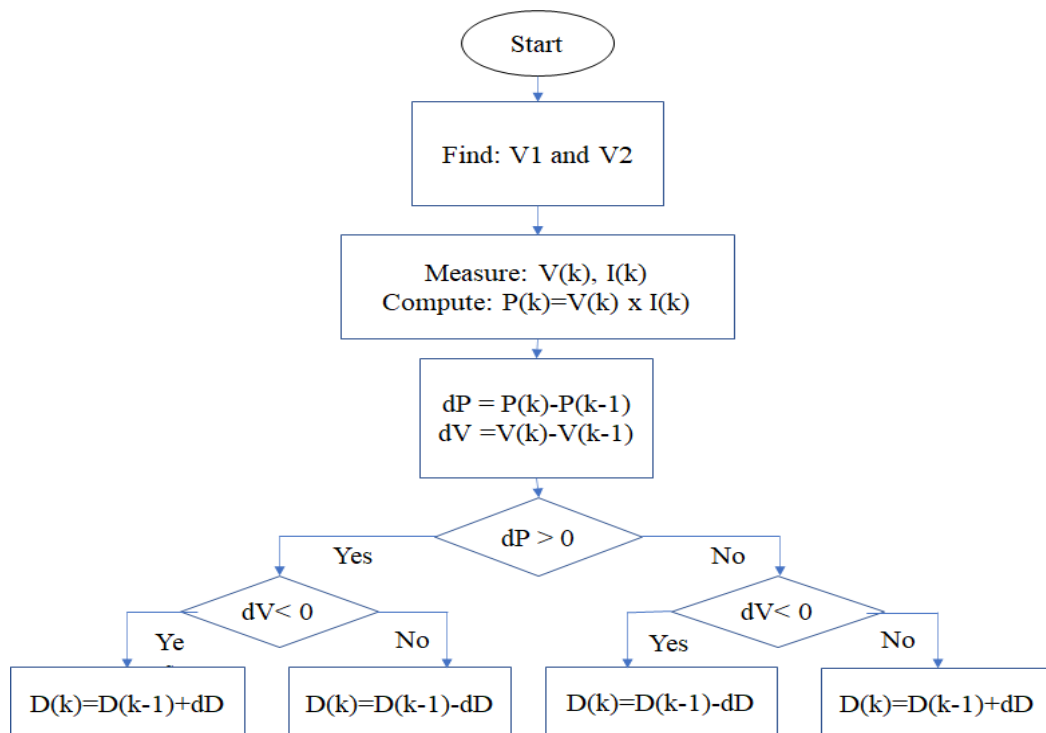 Start
Find: V1 and V2
Measure: V(k), I(k)
Compute: P(k)=V(k) x I(k)
dP = P(k)-P(k-1)
dV =V(k)-V(k-1)
dP > 0
Yes
No
dV< 0
dV< 0
Ye
No
Yes
No
D(k)=D(k-1)+dD
D(k)=D(k-1)-dD
D(k)=D(k-1)-dD
D(k)=D(k-1)+dD